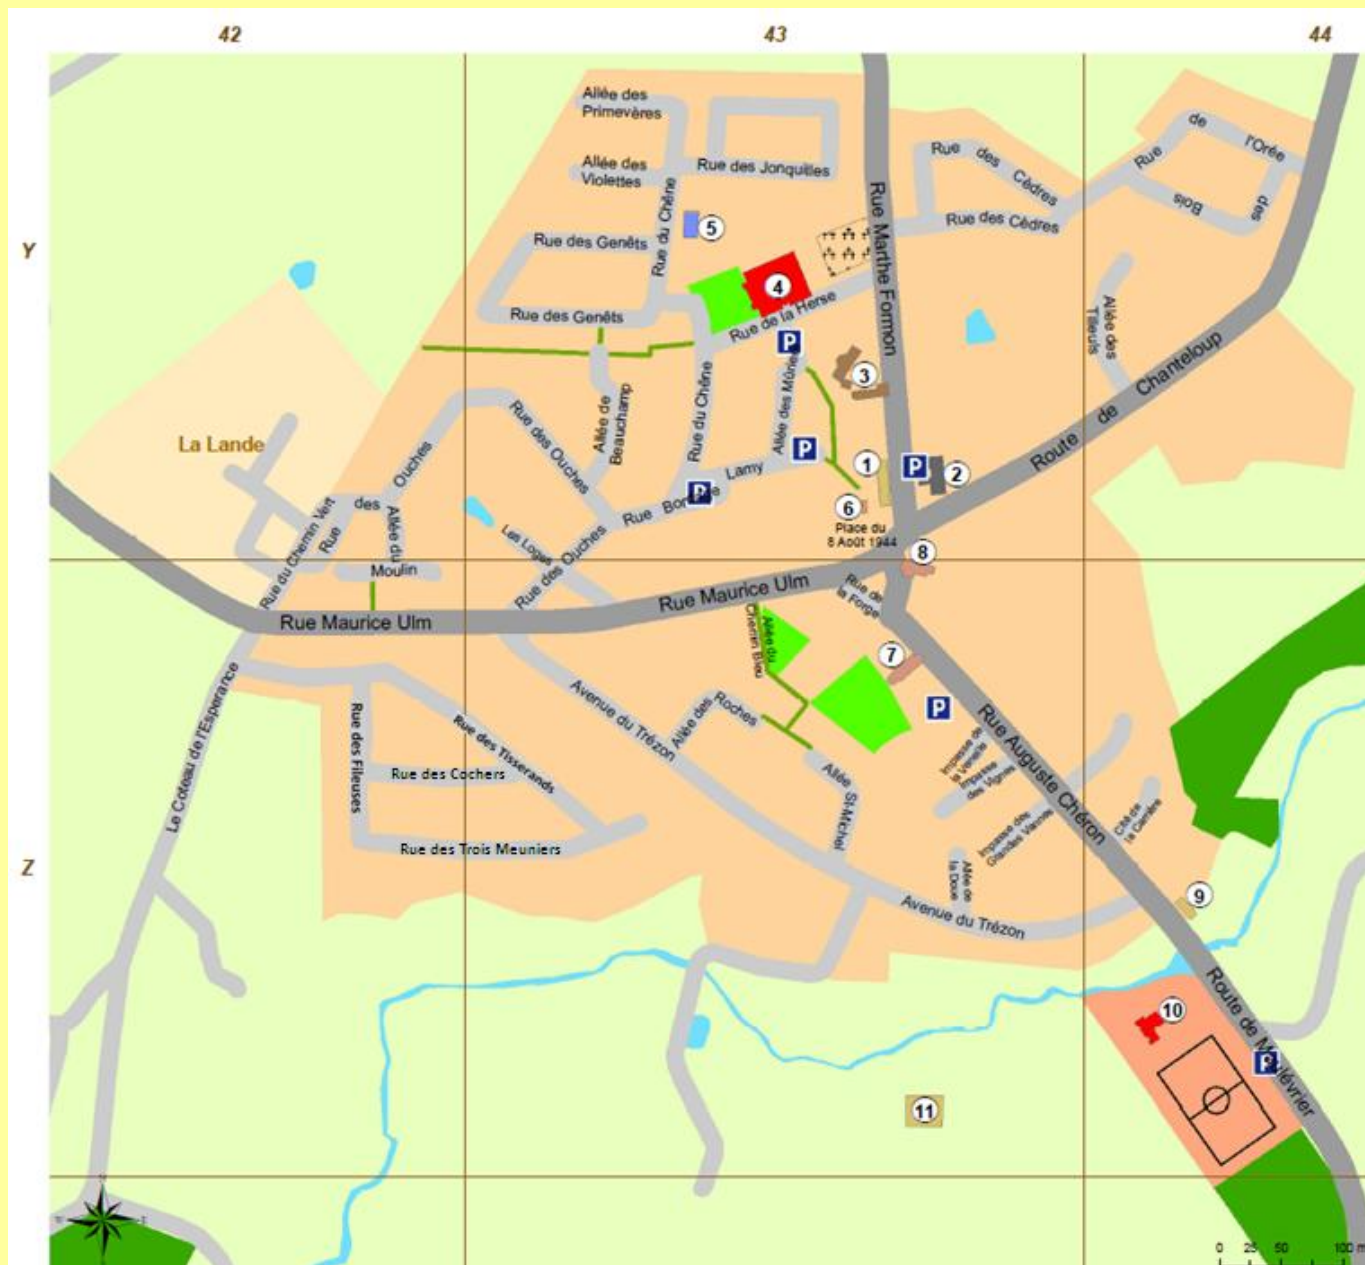 42
43
44
Y
Z
Allée des
Primevères
Allée des
Violettes
Rue des Jonquilles
Rue du Chêne
5
Rue des Genêts
Rue des Genêts
4
Rue de la Herse
P
Rue Marthe Formon
Rue des Cèdres
Rue des Cèdres
Rue de l'Orée
des Bois
Allée des
Tilleuls
Route de Chanteloup
3
La Lande
Allée de
Beauchamp
Rue du Chêne
Allée des Mûriers
P
P
1
P
2
6
Place du
8 Août 1944
8
Rue des Ouches
Rue des Ouches
Rue des Ouches
Allée du
Moulin
Rue du Chemin Vert
Les Loges
Rue Lamy
Rue Maurice Ulm
Rue Maurice Ulm
Rue de
la Forge
Allée du
Chemin Bleu
7
P
Le Coteau de l'Esperance
Rue des Fileuses
Rue des Tisserands
Rue des Cochers
Rue des Trois Meuniers
Avenue du Trézon
Allée des Roches
Allée St-Michel
Impasse de
la Venelle
Impasse
des Vignes
Impasse des
Grandes Vannes
Rue Auguste Chéron
Cité de
la Carrière
Allée de
la Doue
Avenue du Trézon
9
10
Route de Maulévrier
P
11
0 25 50 100 m